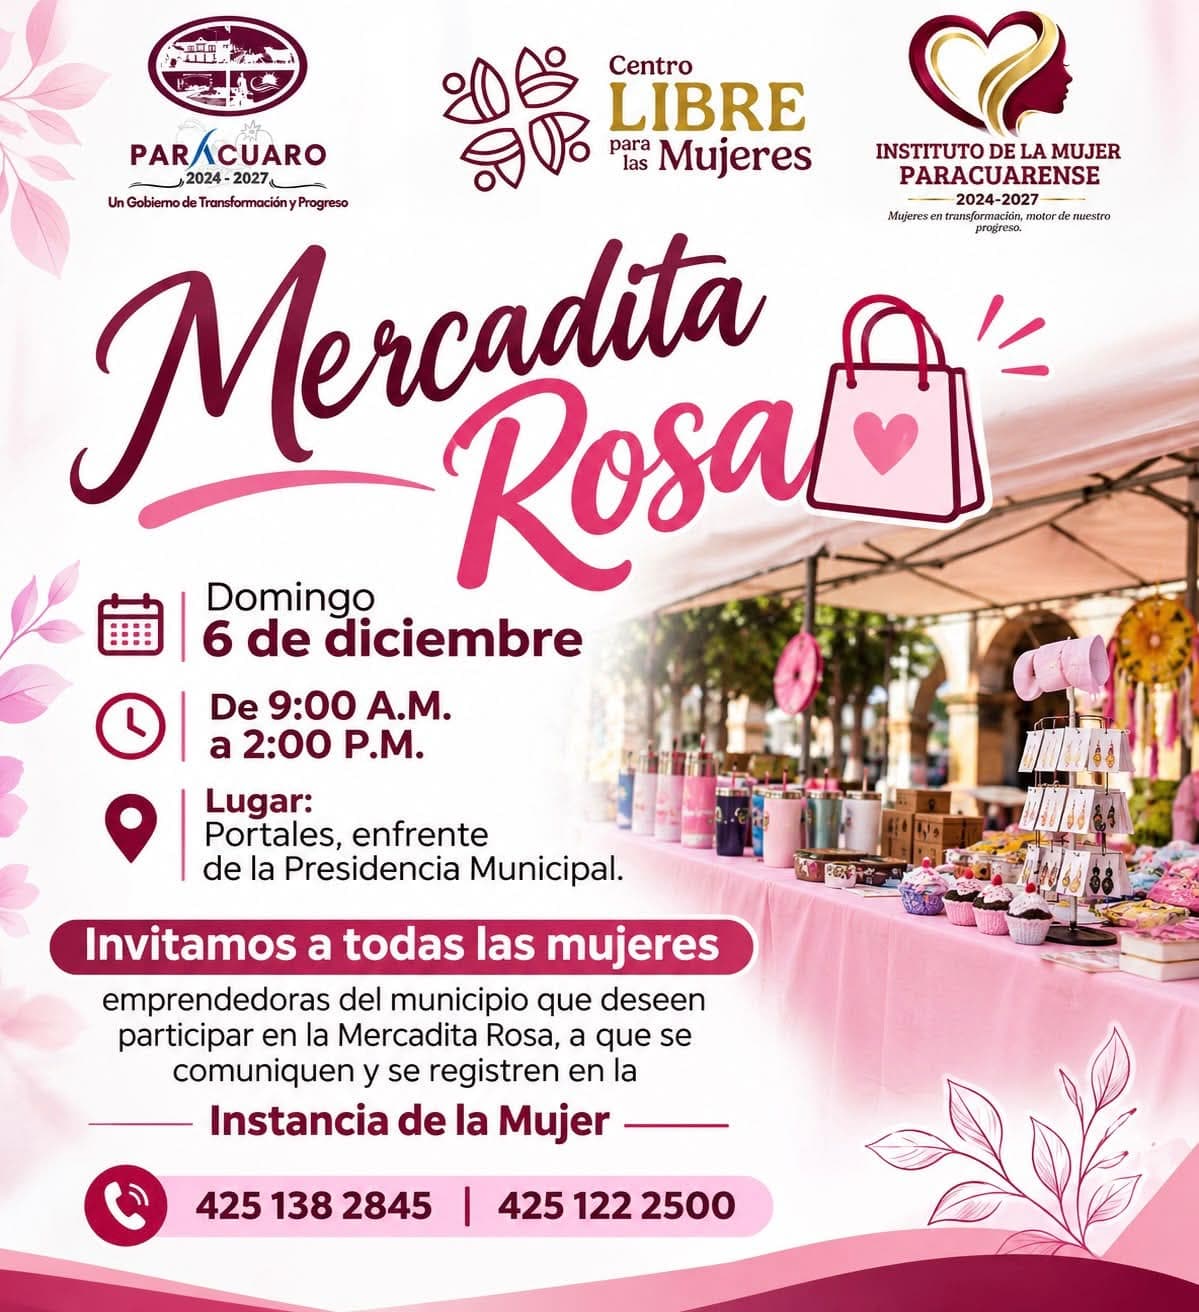 PARACUARO
2024 - 2027
Un Gobierno de Transformación y Progreso
Centro
LIBRE
para las Mujeres
INSTITUTO DE LA MUJER
PARACUARENSE
2024-2027
Mujeres en transformación, motor de nuestro
progreso.
Mercadita
Rosa
Domingo
6 de diciembre
De 9:00 A.M.
a 2:00 P.M.
Lugar:
Portales, enfrente
de la Presidencia Municipal.
Invitamos a todas las mujeres
emprendedoras del municipio que deseen
participar en la Mercadita Rosa, a que se
comuniquen y se registren en la
Instancia de la Mujer
425 138 2845 | 425 122 2500